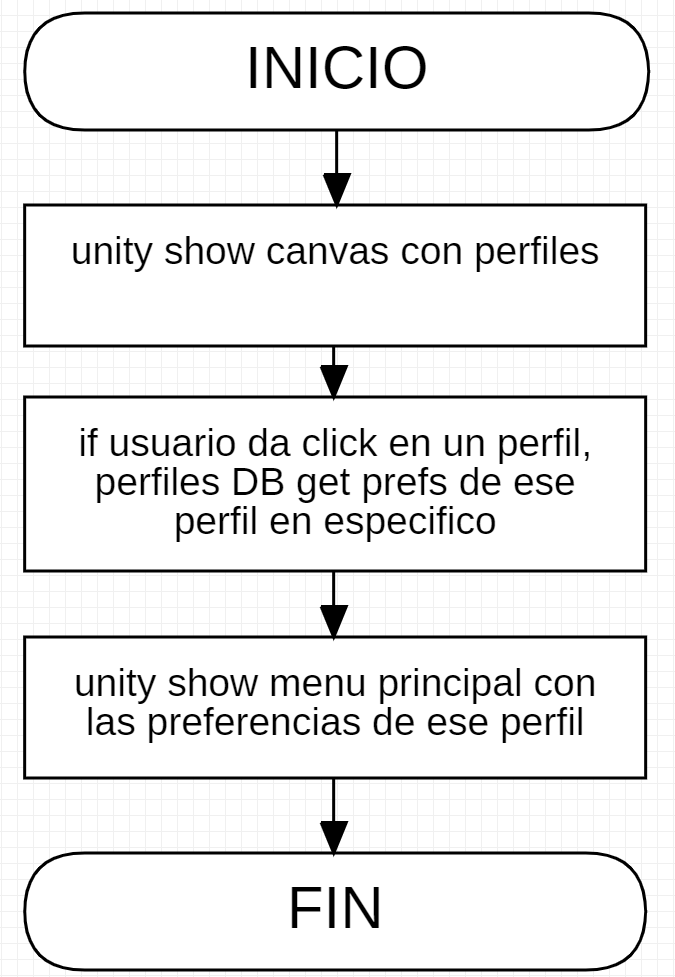 INICIO
unity show canvas con perfiles
if usuario da click en un perfil,
perfiles DB get prefs de ese
perfil en especifico
unity show menu principal con
las preferencias de ese perfil
FIN